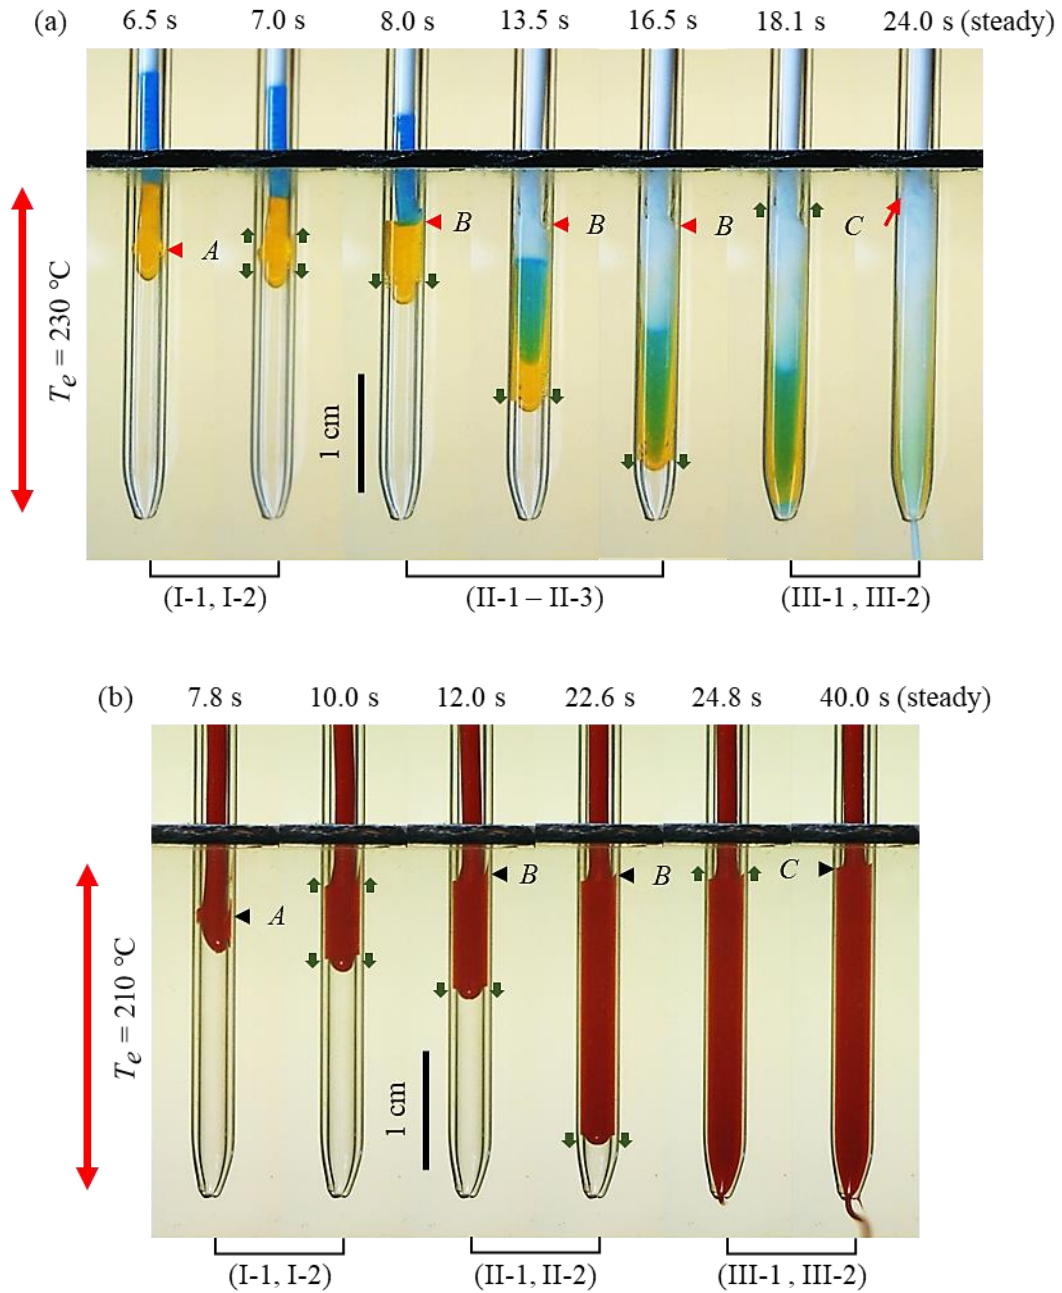 (a) 6.5 s 7.0 s 8.0 s 13.5 s 16.5 s 18.1 s 24.0 s (steady)
A B B B C
T_e = 230 °C
1 cm
(I-1, I-2) (II-1 – II-3) (III-1 , III-2)
(b) 7.8 s 10.0 s 12.0 s 22.6 s 24.8 s 40.0 s (steady)
A B B C
T_e = 210 °C
1 cm
(I-1, I-2) (II-1, II-2) (III-1 , III-2)